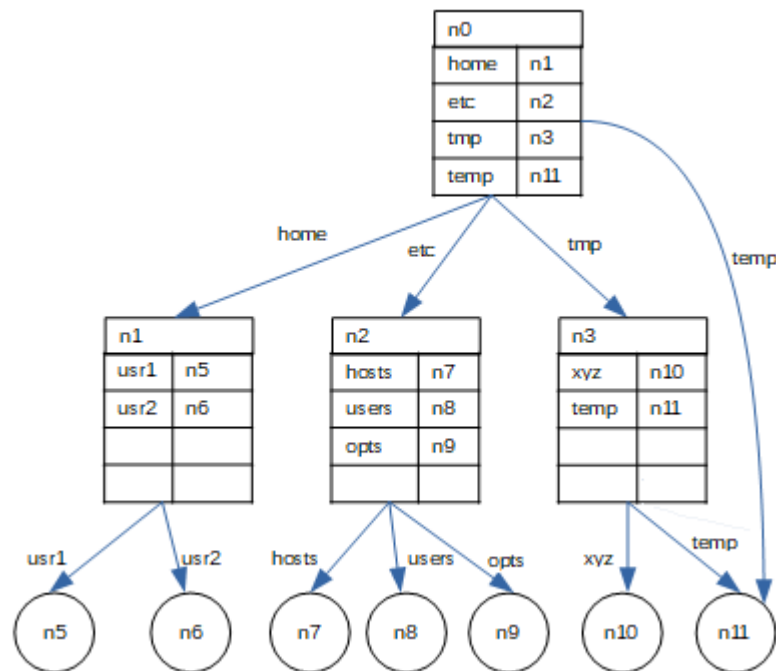 n0
home n1
etc n2
tmp n3
temp n11
home
etc
tmp
temp
n1
usr1 n5
usr2 n6
n2
hosts n7
users n8
opts n9
n3
xyz n10
temp n11
usr1
usr2
hosts
users
opts
xyz
temp
n5
n6
n7
n8
n9
n10
n11